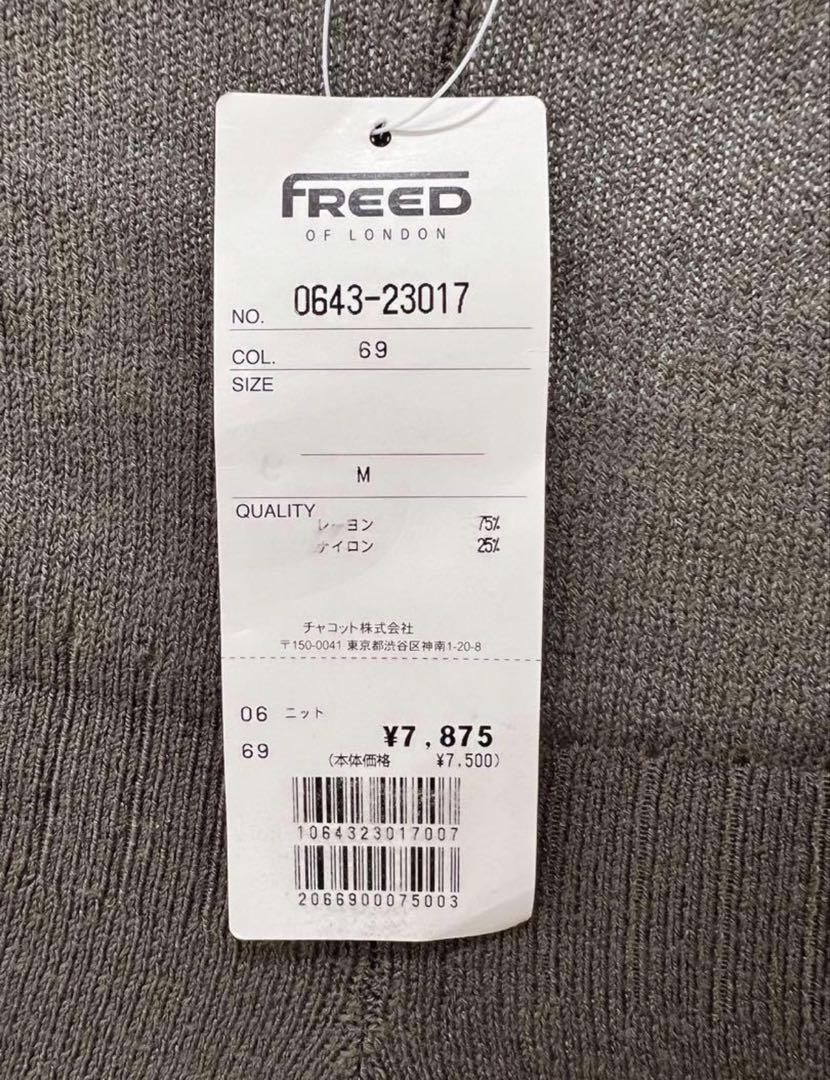 FREED
OF LONDON
NO. 0643-23017
COL. 69
SIZE
M
QUALITY
レーヨン 75%
ナイロン 25%
チャコット株式会社
〒150-0041 東京都渋谷区神南1-20-8
06 ニット
¥7,875
69
(本体価格 ¥7.500)
1064323017007
2066900075003